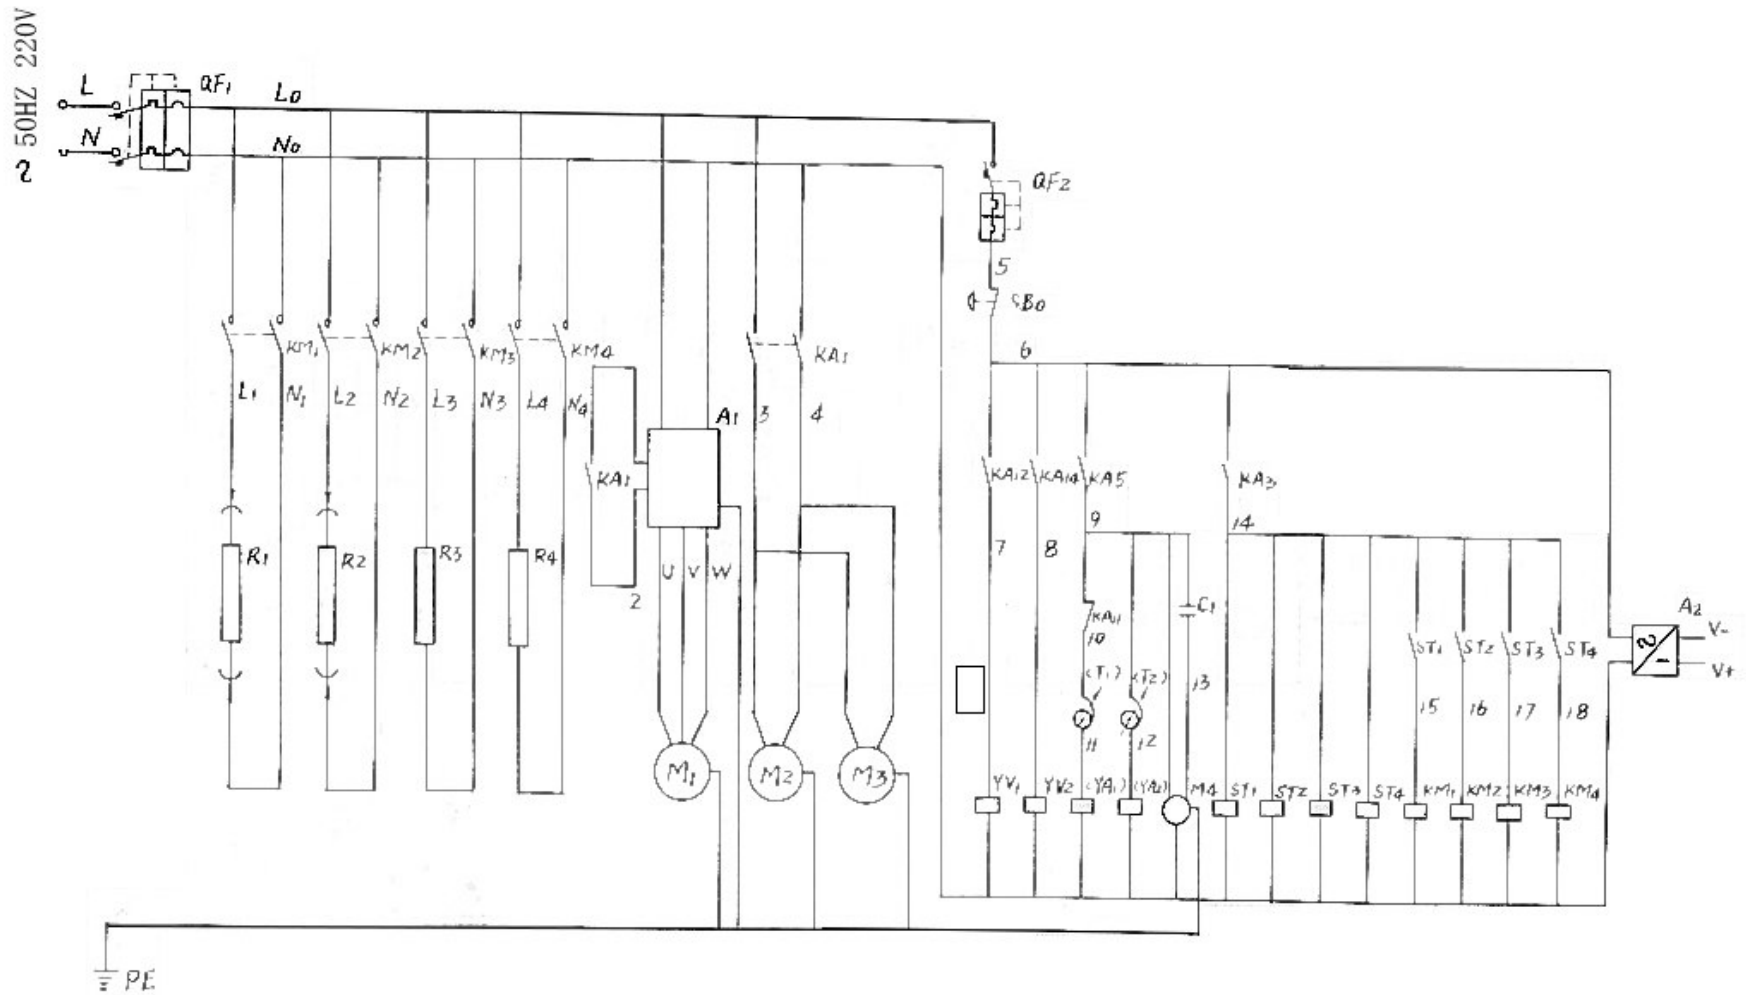 50HZ 220V
L
QF1
L0
N
N0
QF2
5
SB0
6
KM1
KM2
KM3
KM4
KA1
L1
N1
L2
N2
L3
N3
L4
N4
A1
3
4
KA1
KA12
KA14
KA5
KA3
9
14
R1
R2
R3
R4
U
V
W
7
8
2
C1
A2
KA11
10
V-
V+
ST1
ST2
ST3
ST4
(T1)
(T2)
13
15
16
17
18
11
12
M1
M2
M3
YV1
YV2
(YA1)
(YA2)
M4
ST1
ST2
ST3
ST4
KM1
KM2
KM3
KM4
PE